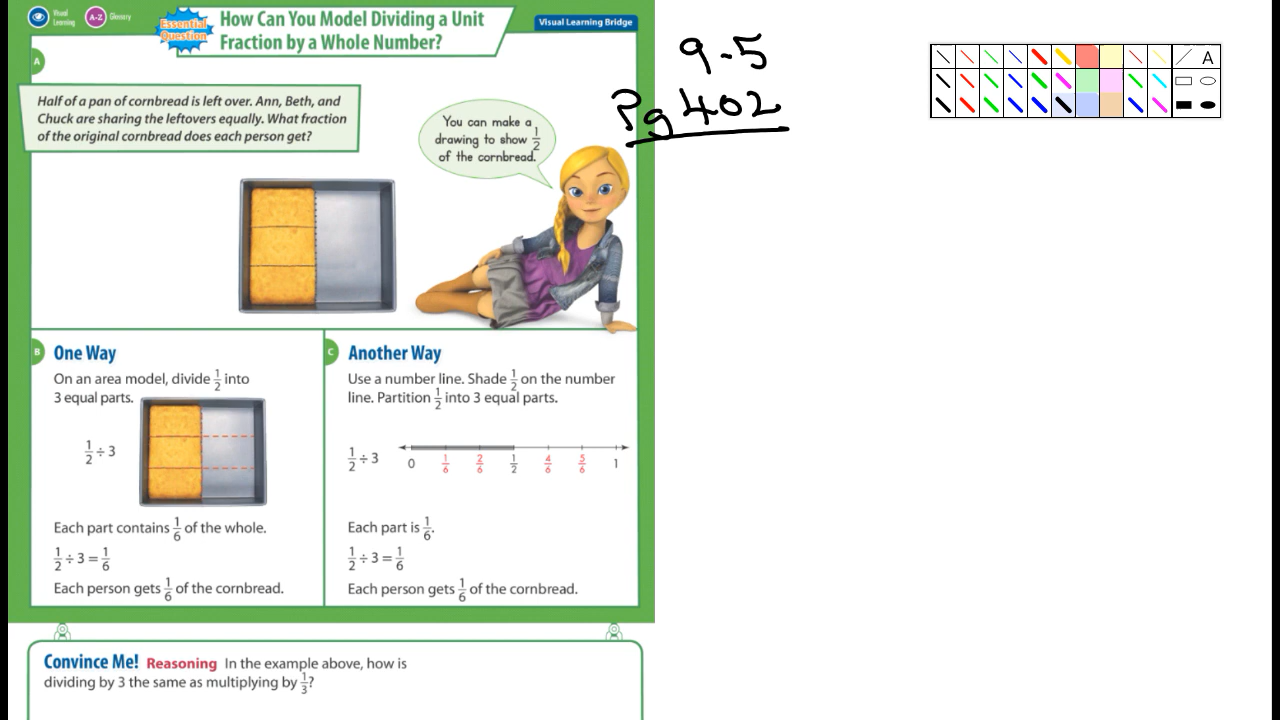 Visual Learning
A-Z Glossary
Essential Question
How Can You Model Dividing a Unit
Fraction by a Whole Number?
Visual Learning Bridge
9-5
Pg 402
A
A
Half of a pan of cornbread is left over. Ann, Beth, and
Chuck are sharing the leftovers equally. What fraction
of the original cornbread does each person get?
You can make a
drawing to show 1/2
of the cornbread.
B One Way
On an area model, divide 1/2 into
3 equal parts.
1/2 ÷ 3
Each part contains 1/6 of the whole.
1/2 ÷ 3 = 1/6
Each person gets 1/6 of the cornbread.
C Another Way
Use a number line. Shade 1/2 on the number
line. Partition 1/2 into 3 equal parts.
1/2 ÷ 3
0 1/6 2/6 1/2 4/6 5/6 1
Each part is 1/6.
1/2 ÷ 3 = 1/6
Each person gets 1/6 of the cornbread.
Convince Me! Reasoning In the example above, how is
dividing by 3 the same as multiplying by 1/3?